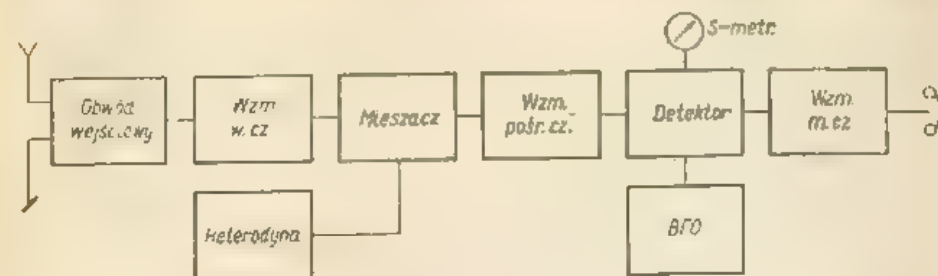 S-metr.
Obwód
wejściowy
Wzm
w.cz
Mieszacz
Wzm.
pośr.cz.
Detektor
Wzm.
m.cz
Heterodyna
BFO